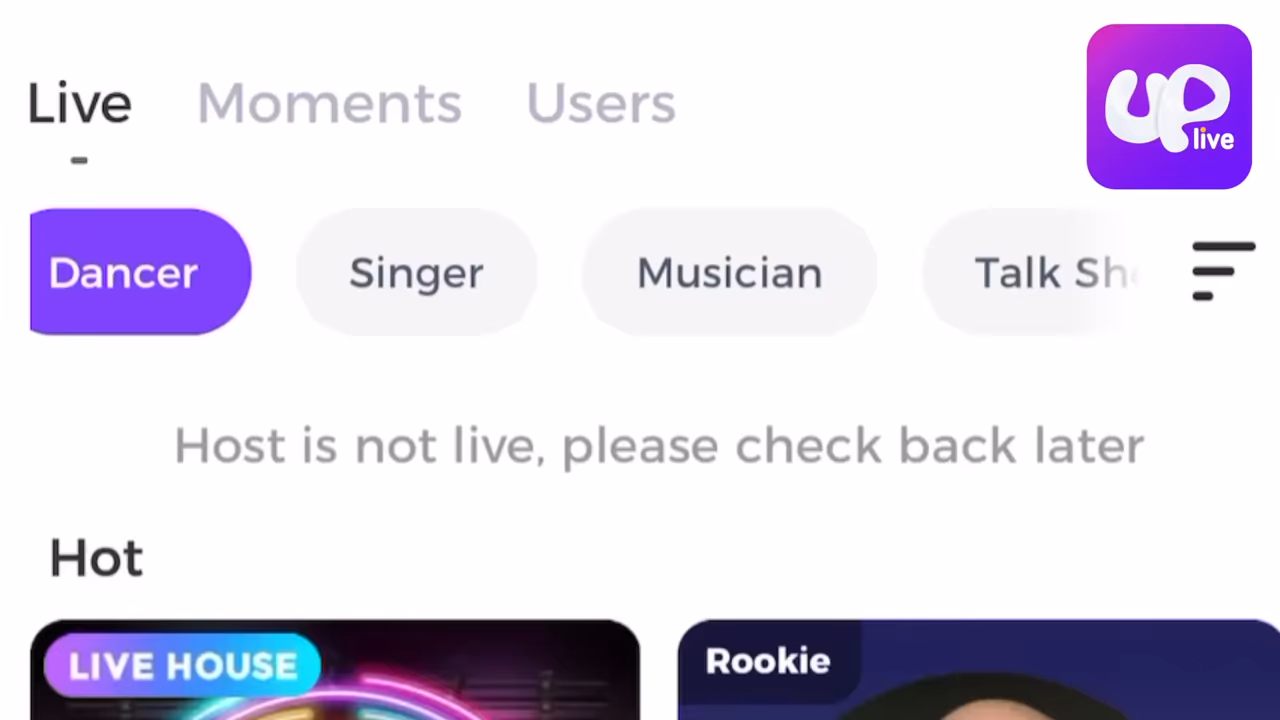 Live Moments Users
up live
Dancer Singer Musician Talk
Host is not live, please check back later
Hot
LIVE HOUSE Rookie